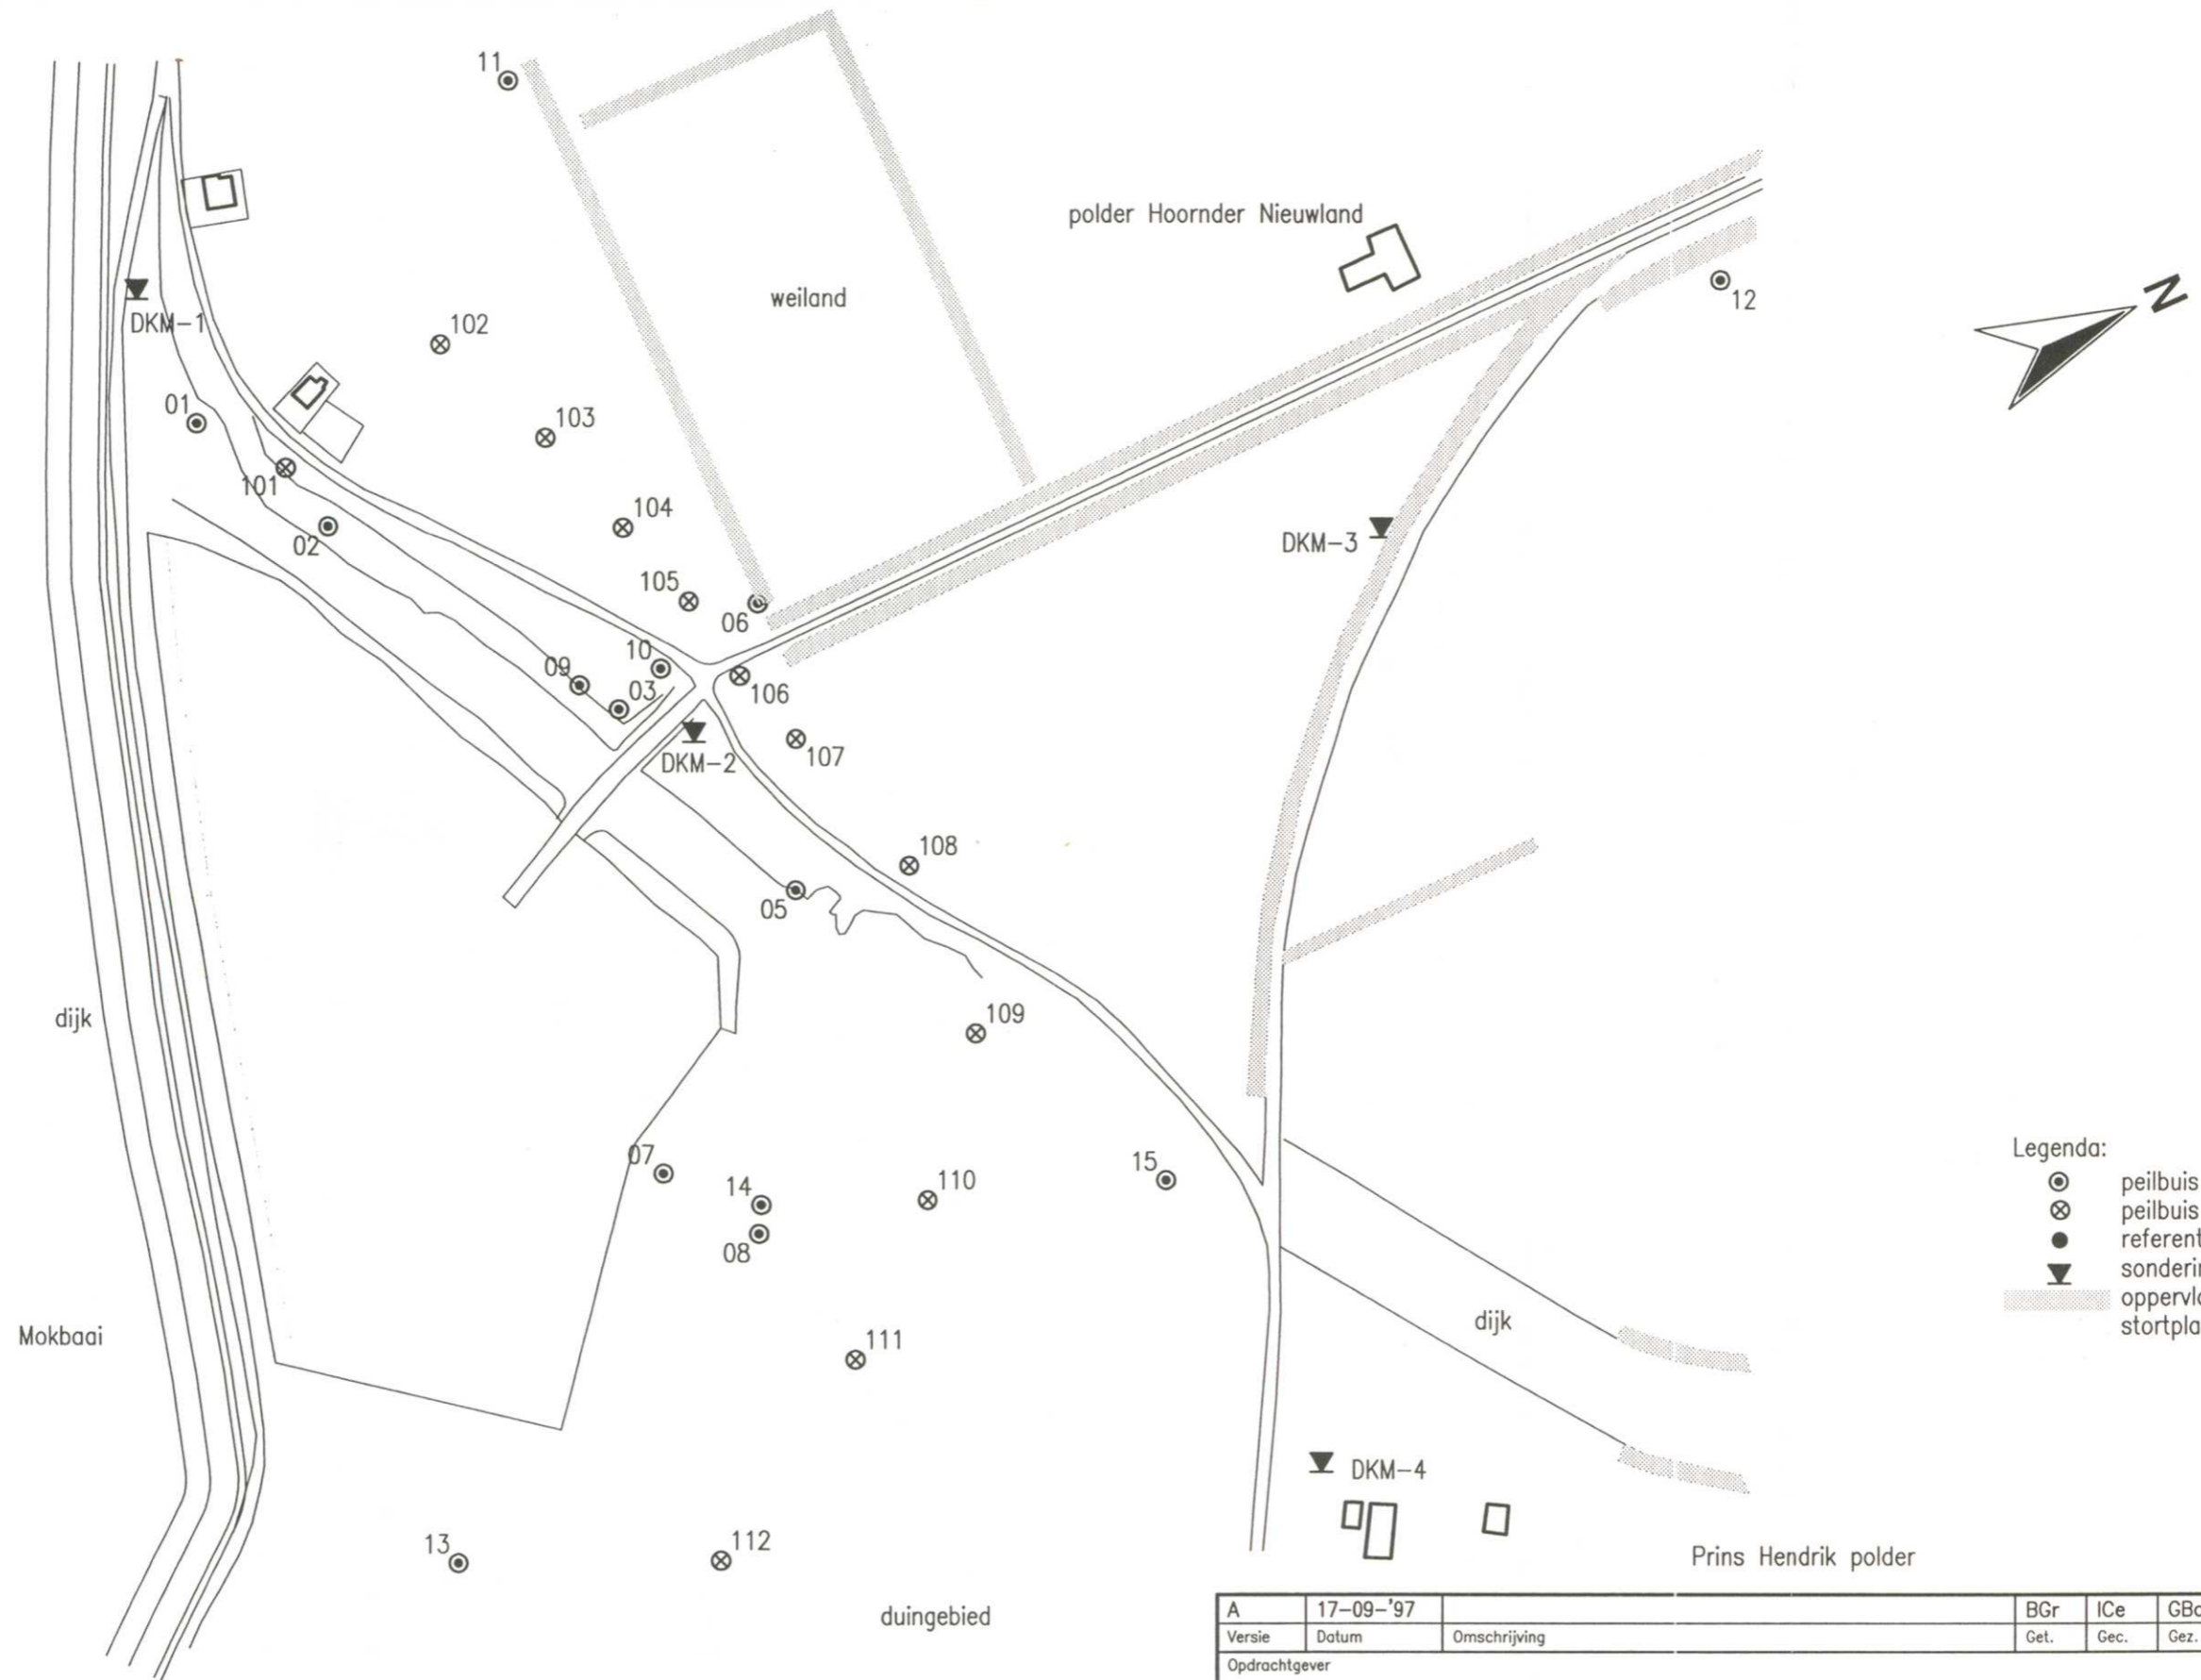 11
polder Hoornder Nieuwland
weiland
12
N
DKM-1
102
01
103
101
104
02
DKM-3
105
06
10
09
03
106
107
DKM-2
108
05
dijk
109
07
14
110
15
08
Legenda:
peilbuis
peilbuis
dijk
Mokbaai
111
DKM-4
13
112
Prins Hendrik polder
duingebied
A 17-09-'97 BGr ICe
Versie Datum Omschrijving Get. Gec. Gez.
Opdrachtgever